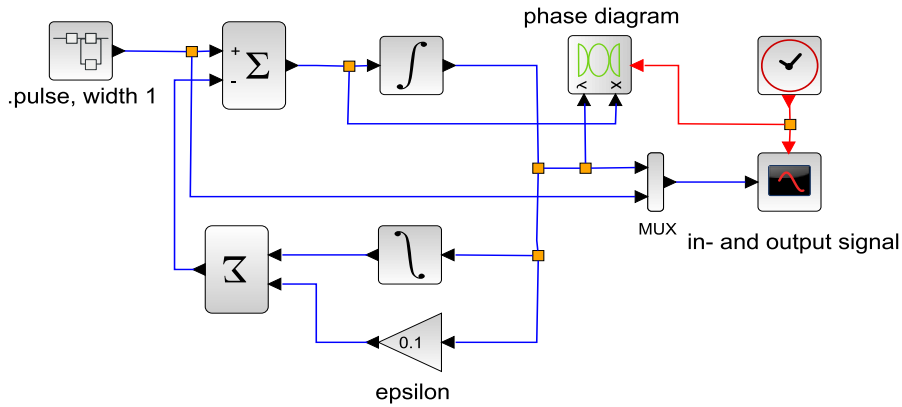 phase diagram
+
Σ
-
∫
.pulse, width 1
Y
X
MUX
in- and output signal
Σ
∫
0.1
epsilon